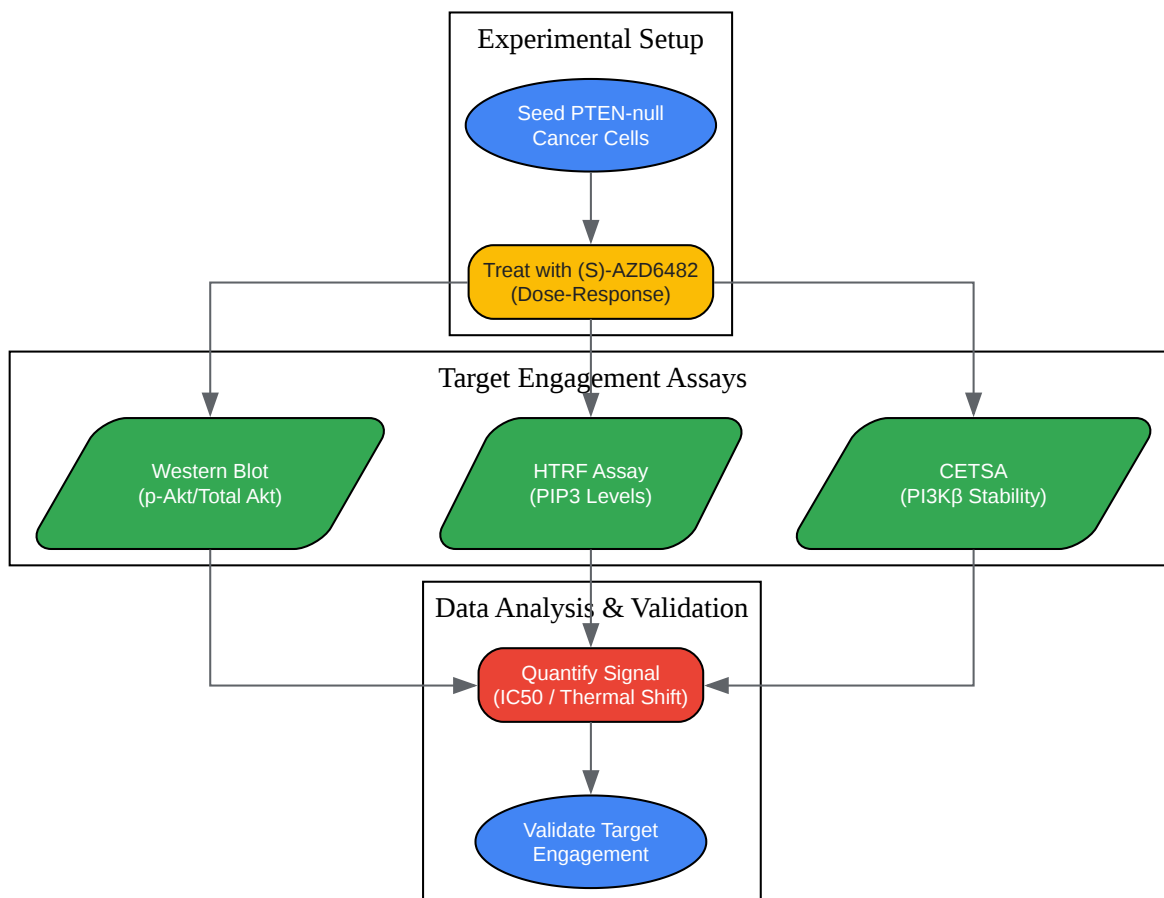 Experimental Setup
Seed PTEN-null
Cancer Cells
Treat with (S)-AZD6482
(Dose-Response)
Target Engagement Assays
Western Blot
(p-Akt/Total Akt)
HTRF Assay
(PIP3 Levels)
CETSA
(PI3Kβ Stability)
Data Analysis & Validation
Quantify Signal
(IC50 / Thermal Shift)
Validate Target
Engagement